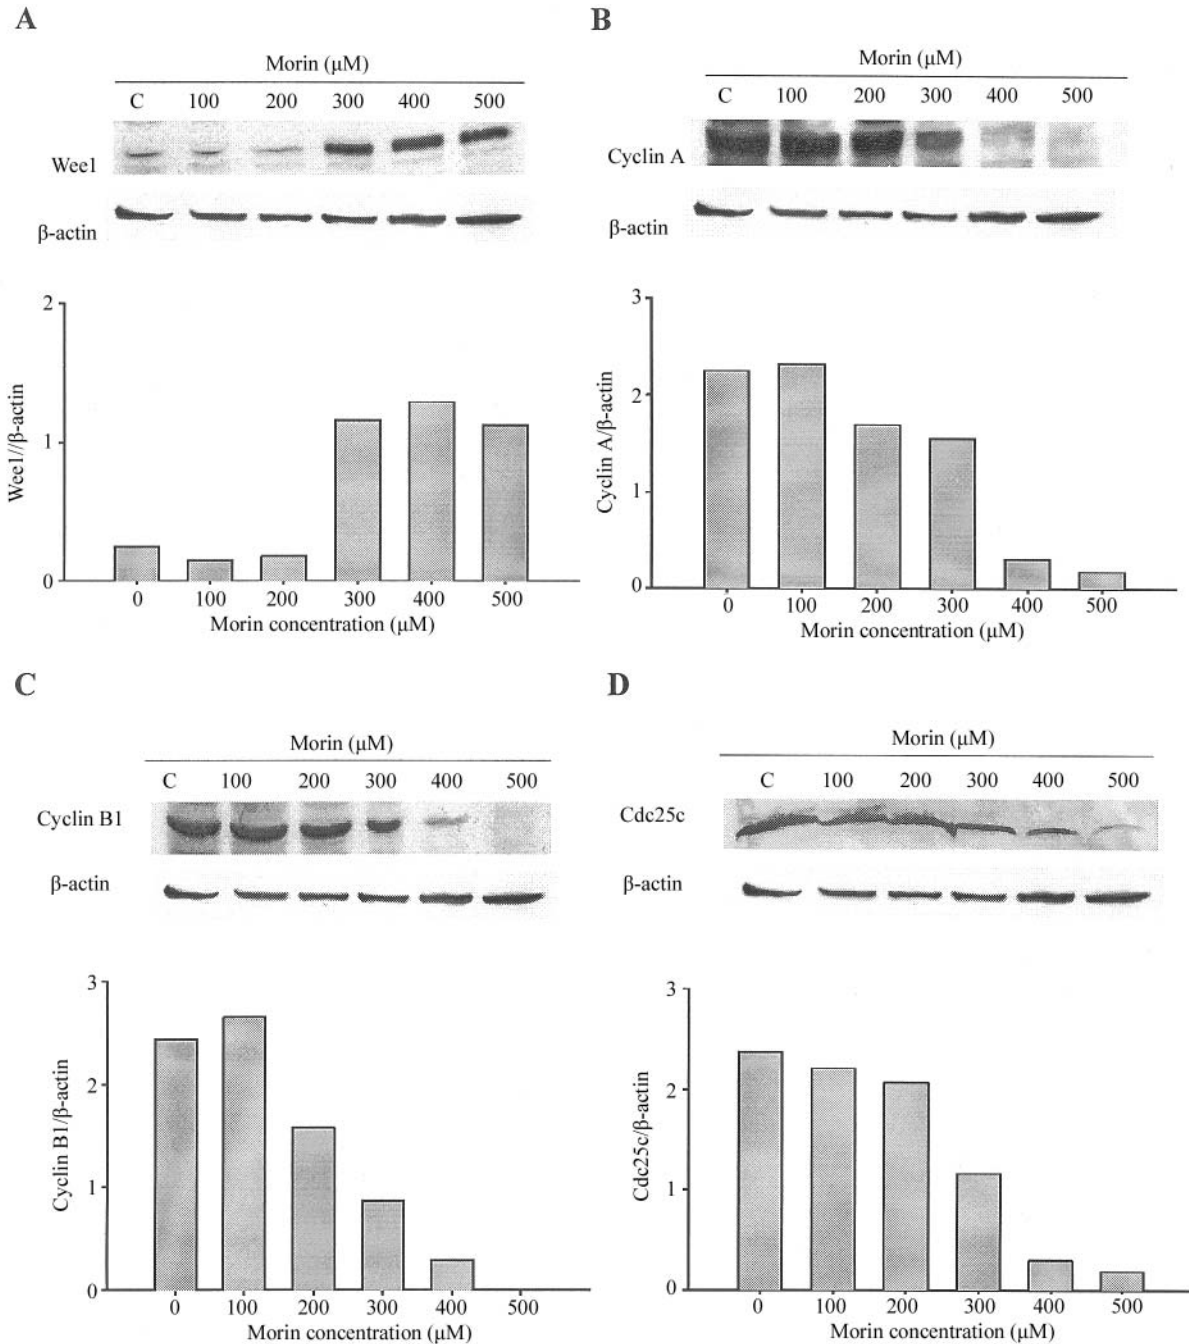 A
Morin (μM)
C 100 200 300 400 500
Wee1
β-actin
2
1
0
Wee1//β-actin
0 100 200 300 400 500
Morin concentration (μM)
B
Morin (μM)
C 100 200 300 400 500
Cyclin A
β-actin
3
2
1
0
Cyclin A/β-actin
0 100 200 300 400 500
Morin concentration (μM)
C
Morin (μM)
C 100 200 300 400 500
Cyclin B1
β-actin
3
2
1
0
Cyclin B1/β-actin
0 100 200 300 400 500
Morin concentration (μM)
D
Morin (μM)
C 100 200 300 400 500
Cdc25c
β-actin
3
2
1
0
Cdc25c/β-actin
0 100 200 300 400 500
Morin concentration (μM)